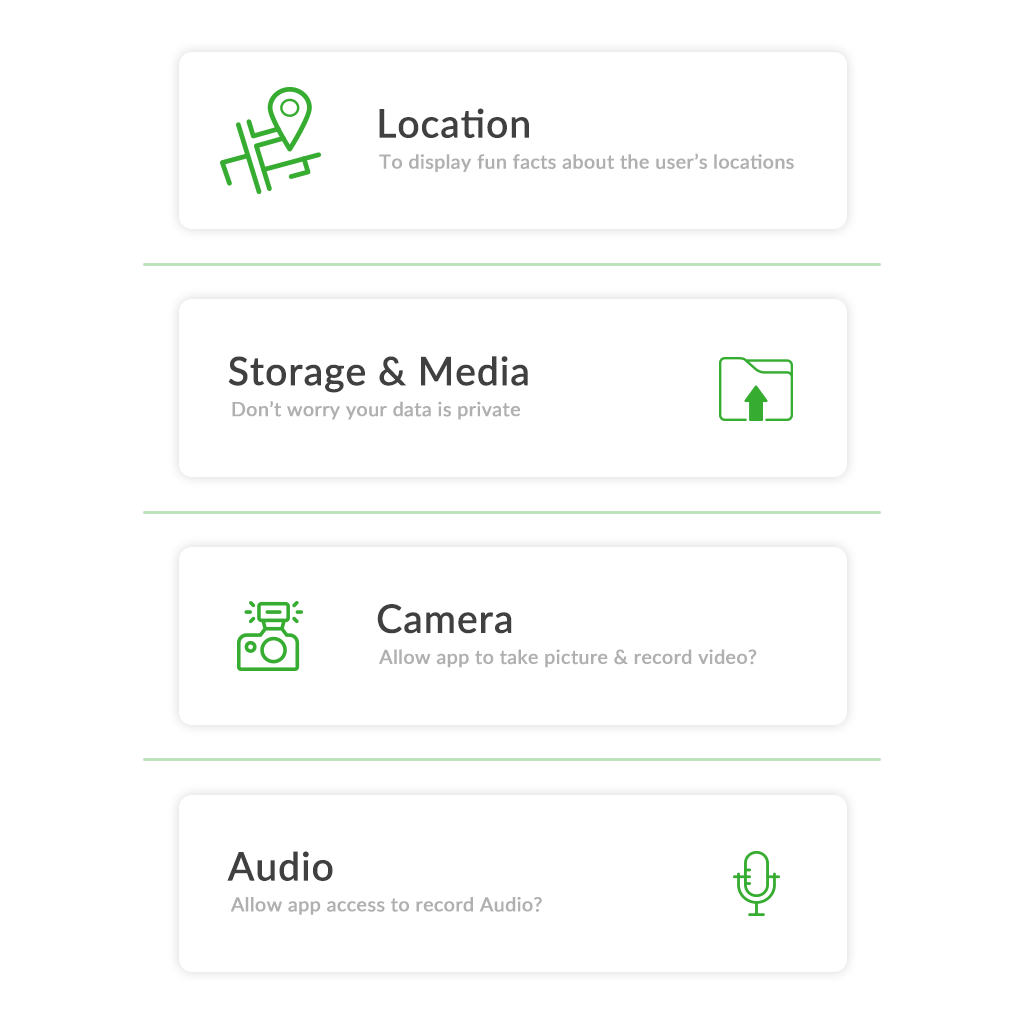 Location
To display fun facts about the user’s locations
Storage & Media
Don’t worry your data is private
Camera
Allow app to take picture & record video?
Audio
Allow app access to record Audio?